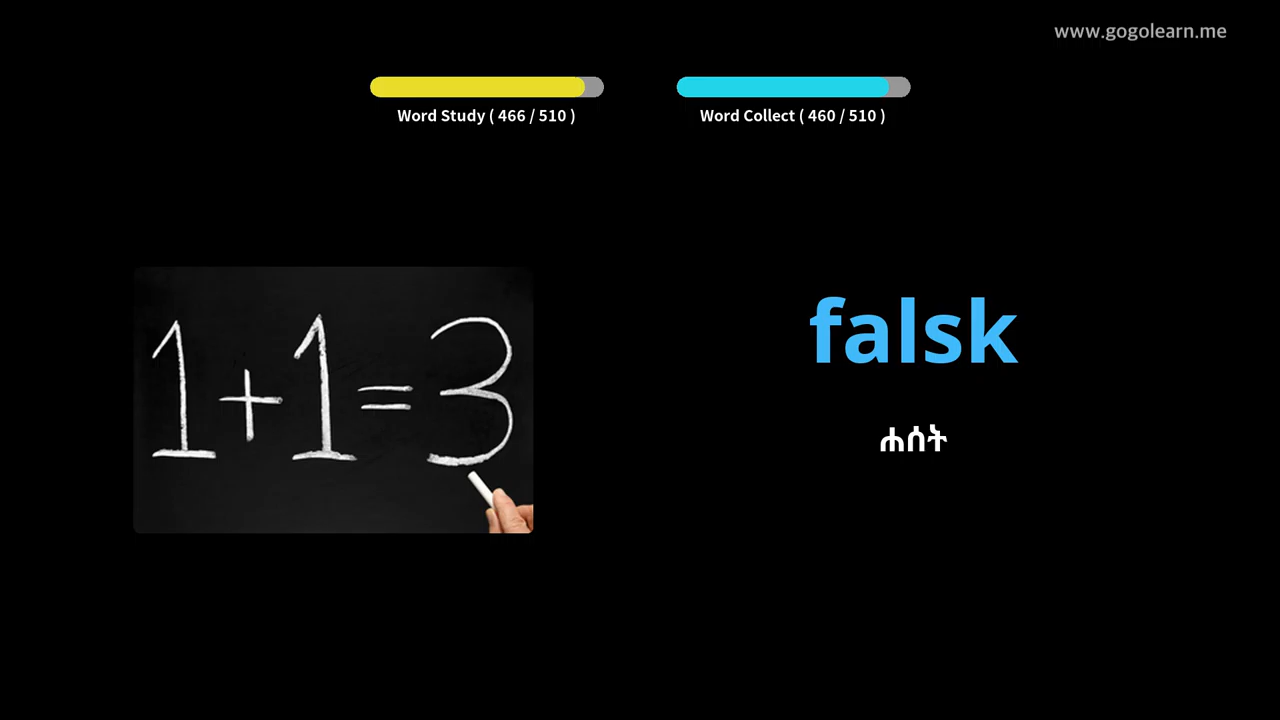 www.gogolearn.me
Word Study ( 466 / 510 )
Word Collect ( 460 / 510 )
1+1=3
falsk
ሐሰት